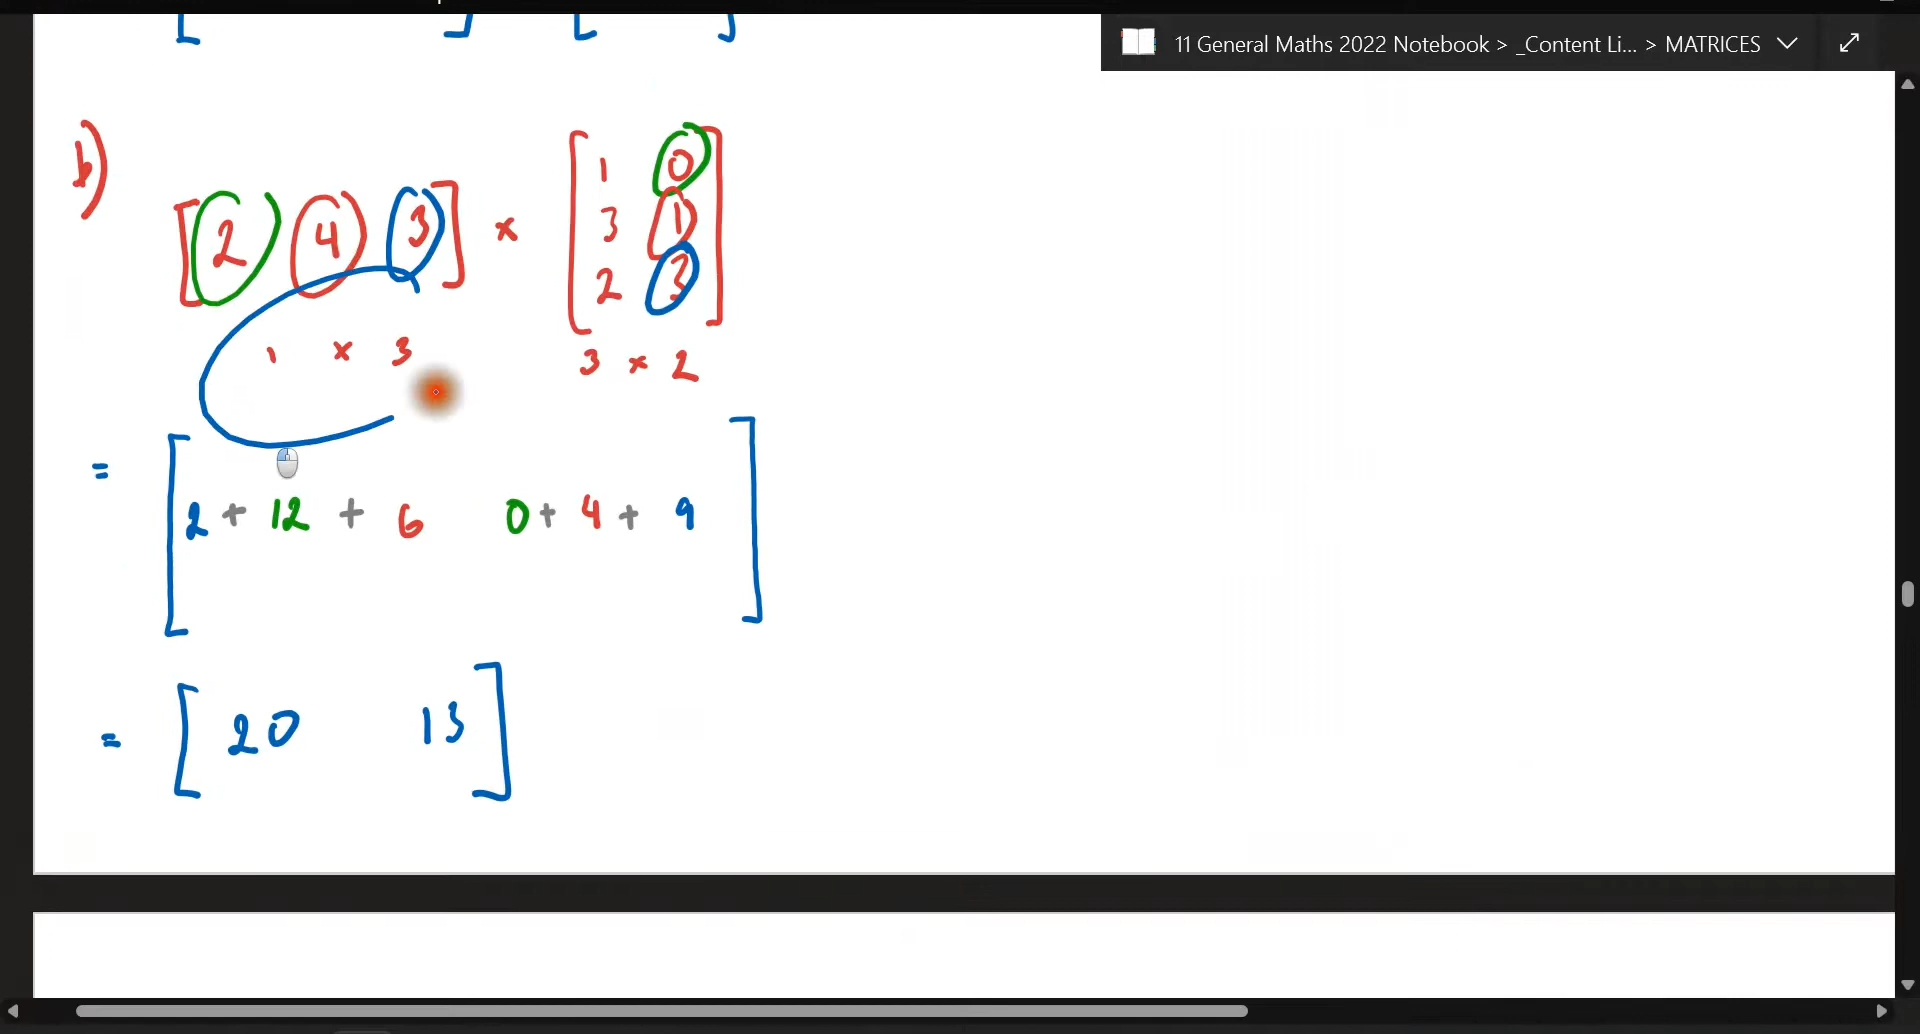 11 General Maths 2022 Notebook > _Content Li... > MATRICES
b)
[2 4 3] × [1 0
3 1
2 3]
1 × 3 3 × 2
= [2 + 12 + 6 0 + 4 + 9]
= [20 13]